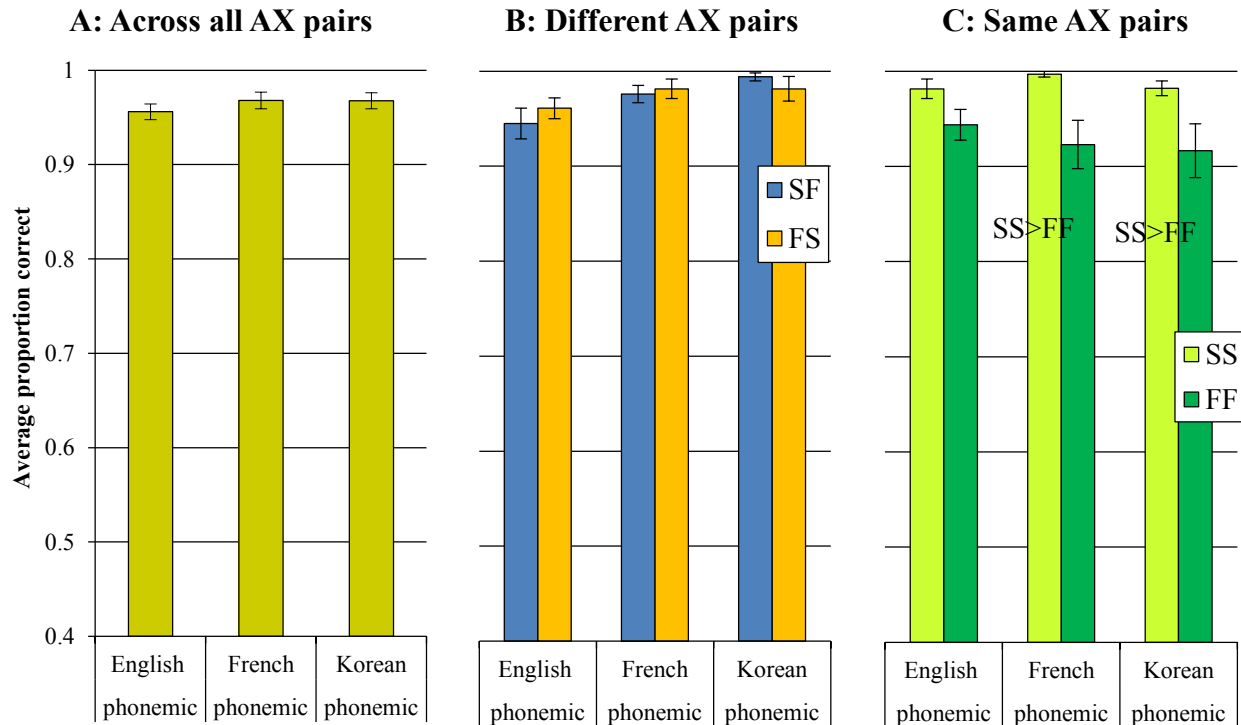 A: Across all AX pairs
B: Different AX pairs
C: Same AX pairs
Average proportion correct
1
0.9
0.8
0.7
0.6
0.5
0.4
English
phonemic
French
phonemic
Korean
phonemic
SF
FS
English
phonemic
French
phonemic
Korean
phonemic
SS>FF
SS>FF
SS
FF
English
phonemic
French
phonemic
Korean
phonemic